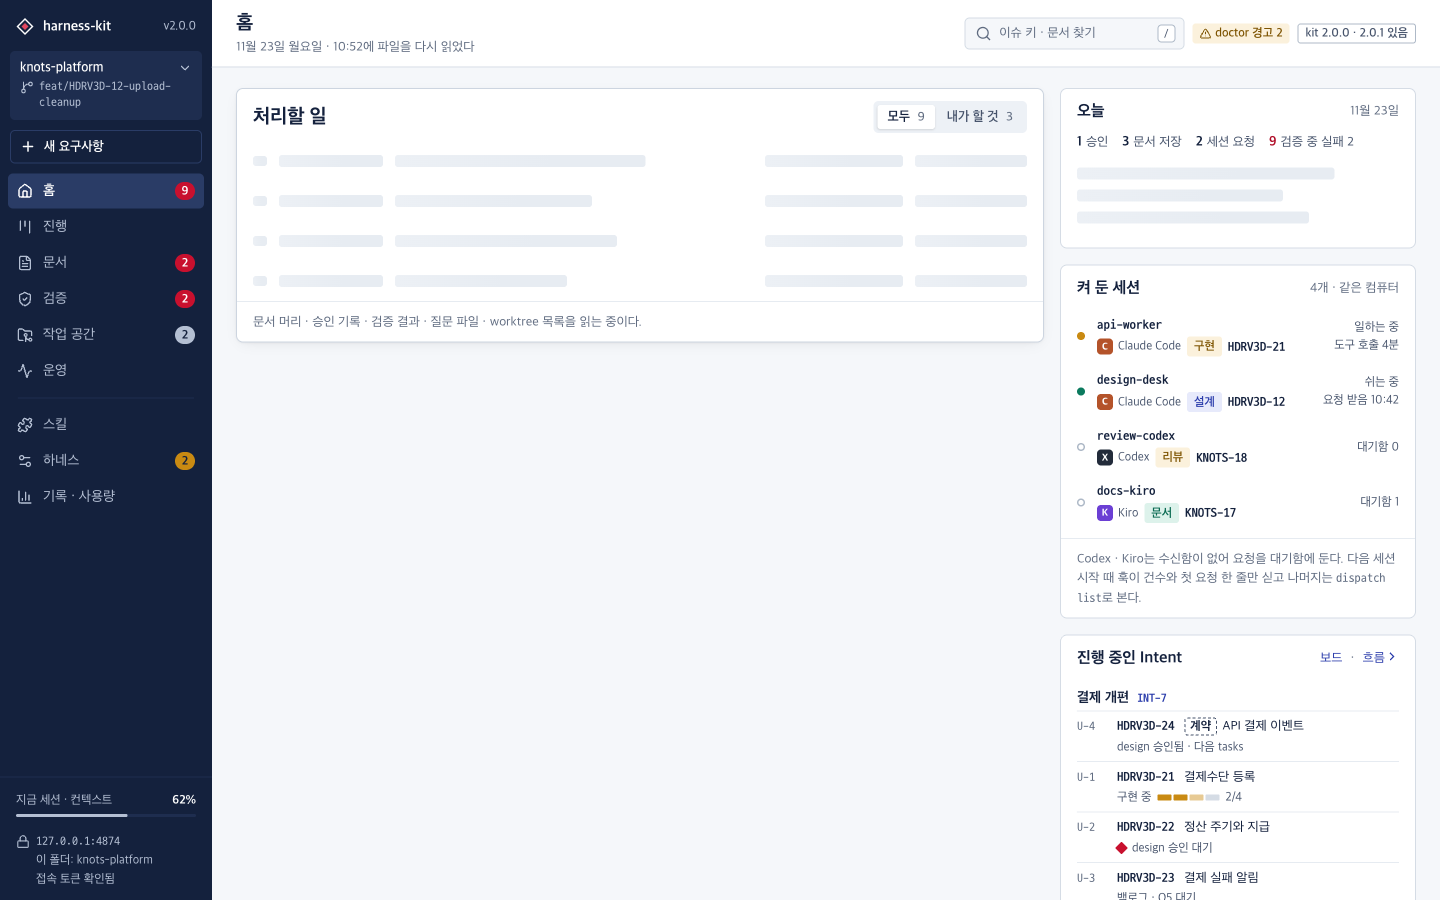 harness-kit v2.0.0
knots-platform
feat/HDRV3D-12-upload-
cleanup
새 요구사항
홈 9
진행
문서 2
검증 2
작업 공간 2
운영
스킬
하네스 2
기록 · 사용량
지금 세션 · 컨텍스트 62%
127.0.0.1:4874
이 폴더: knots-platform
접속 토큰 확인됨
홈
11월 23일 월요일 · 10:52에 파일을 다시 읽었다
이슈 키 · 문서 찾기 /
doctor 경고 2
kit 2.0.0 · 2.0.1 있음
처리할 일
모두 9 내가 할 것 3
문서 머리 · 승인 기록 · 검증 결과 · 질문 파일 · worktree 목록을 읽는 중이다.
오늘 11월 23일
1 승인 3 문서 저장 2 세션 요청 9 검증 중 실패 2
켜 둔 세션 4개 · 같은 컴퓨터
api-worker 일하는 중
C Claude Code 구현 HDRV3D-21 도구 호출 4분
design-desk 쉬는 중
C Claude Code 설계 HDRV3D-12 요청 받음 10:42
review-codex 대기함 0
X Codex 리뷰 KNOTS-18
docs-kiro 대기함 1
K Kiro 문서 KNOTS-17
Codex · Kiro는 수신함이 없어 요청을 대기함에 둔다. 다음 세션
시작 때 훅이 건수와 첫 요청 한 줄만 싣고 나머지는 dispatch
list로 본다.
진행 중인 Intent 보드 · 흐름
결제 개편 INT-7
U-4 HDRV3D-24 계약 API 결제 이벤트
design 승인됨 · 다음 tasks
U-1 HDRV3D-21 결제수단 등록
구현 중 2/4
U-2 HDRV3D-22 정산 주기와 지급
design 승인 대기
U-3 HDRV3D-23 결제 실패 알림
백로그 · Q5 대기